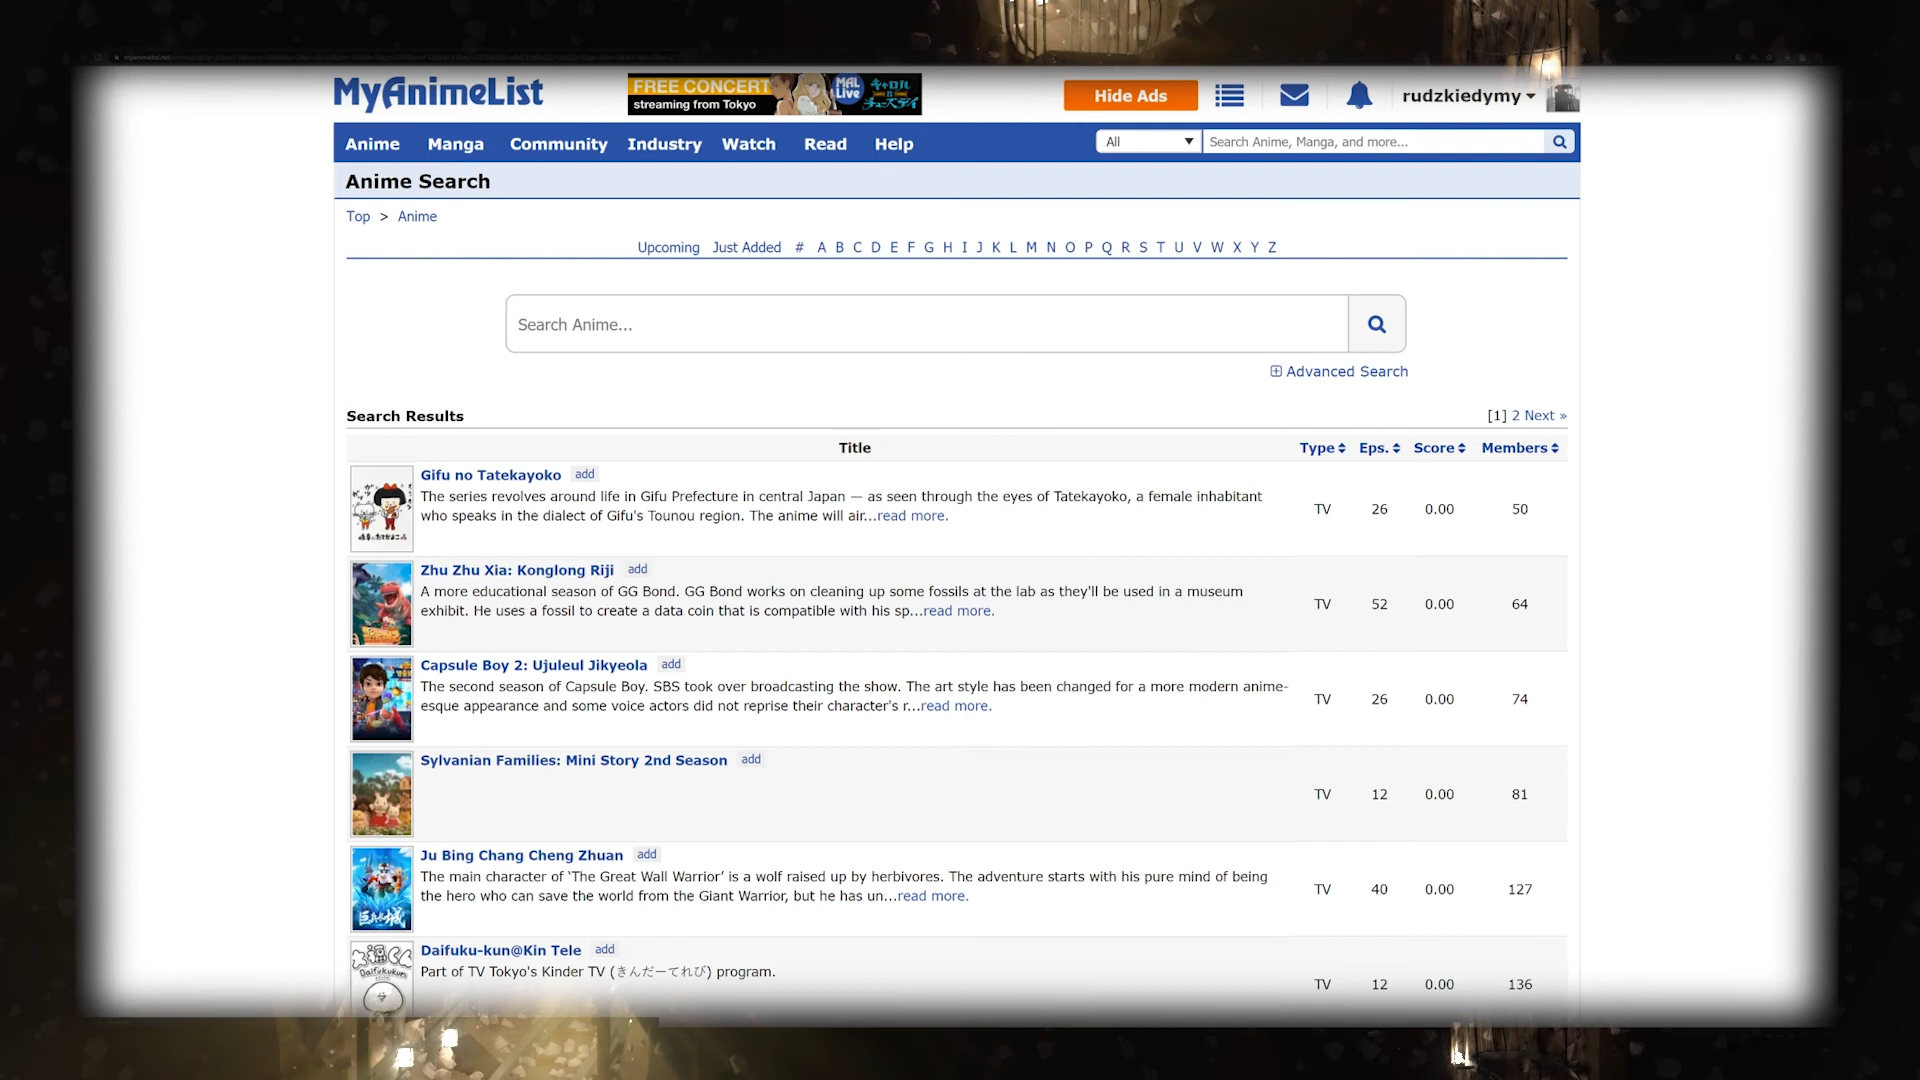 MyAnimeList
FREE CONCERT
streaming from Tokyo
MAL Live
キャロル&チューズデイ
Hide Ads
rudzkiedymy
Anime Manga Community Industry Watch Read Help
All
Search Anime, Manga, and more...
Anime Search
Top > Anime
Upcoming Just Added # A B C D E F G H I J K L M N O P Q R S T U V W X Y Z
Search Anime...
Advanced Search
Search Results
[1] 2 Next »
Title Type Eps. Score Members
Gifu no Tatekayoko add
The series revolves around life in Gifu Prefecture in central Japan — as seen through the eyes of Tatekayoko, a female inhabitant
who speaks in the dialect of Gifu's Tounou region. The anime will air...read more.
TV 26 0.00 50
Zhu Zhu Xia: Konglong Riji add
A more educational season of GG Bond. GG Bond works on cleaning up some fossils at the lab as they'll be used in a museum
exhibit. He uses a fossil to create a data coin that is compatible with his sp...read more.
TV 52 0.00 64
Capsule Boy 2: Ujuleul Jikyeola add
The second season of Capsule Boy. SBS took over broadcasting the show. The art style has been changed for a more modern anime-
esque appearance and some voice actors did not reprise their character's r...read more.
TV 26 0.00 74
Sylvanian Families: Mini Story 2nd Season add
TV 12 0.00 81
Ju Bing Chang Cheng Zhuan add
The main character of ‘The Great Wall Warrior’ is a wolf raised up by herbivores. The adventure starts with his pure mind of being
the hero who can save the world from the Giant Warrior, but he has un...read more.
TV 40 0.00 127
Daifuku-kun@Kin Tele add
Part of TV Tokyo's Kinder TV (きんだーてれび) program.
TV 12 0.00 136